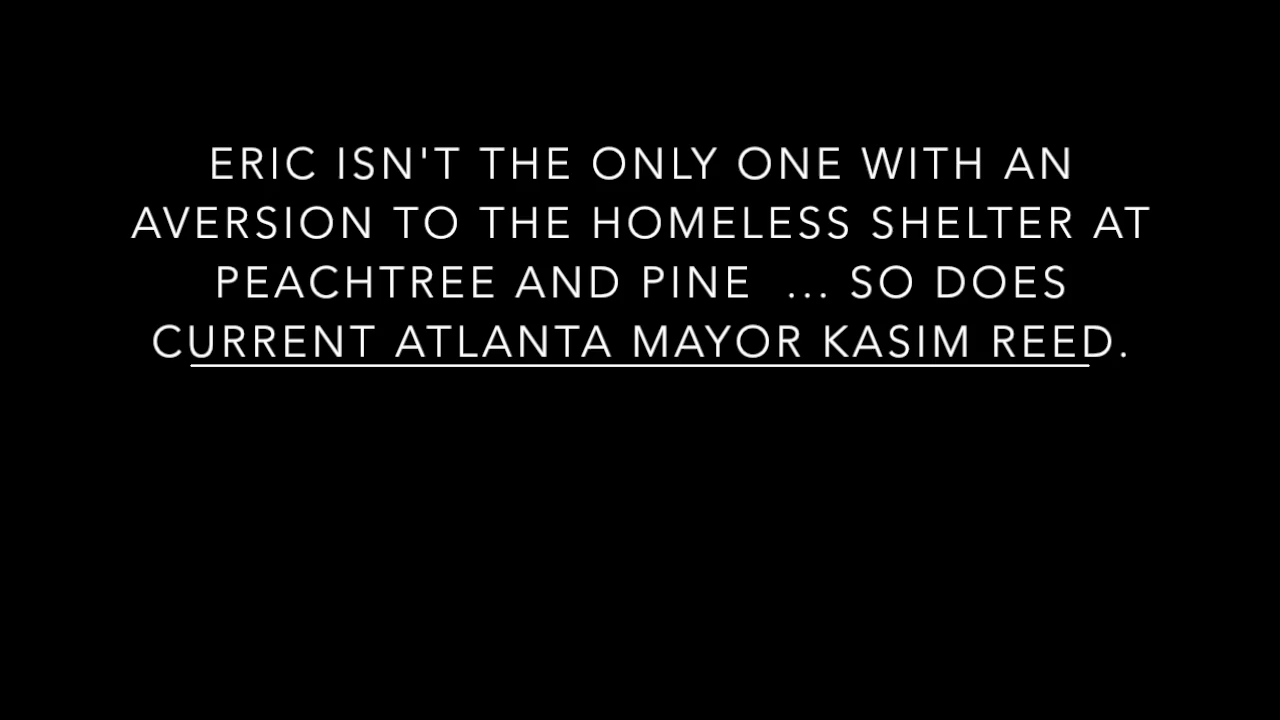 ERIC ISN'T THE ONLY ONE WITH AN
AVERSION TO THE HOMELESS SHELTER AT
PEACHTREE AND PINE  ... SO DOES
CURRENT ATLANTA MAYOR KASIM REED.